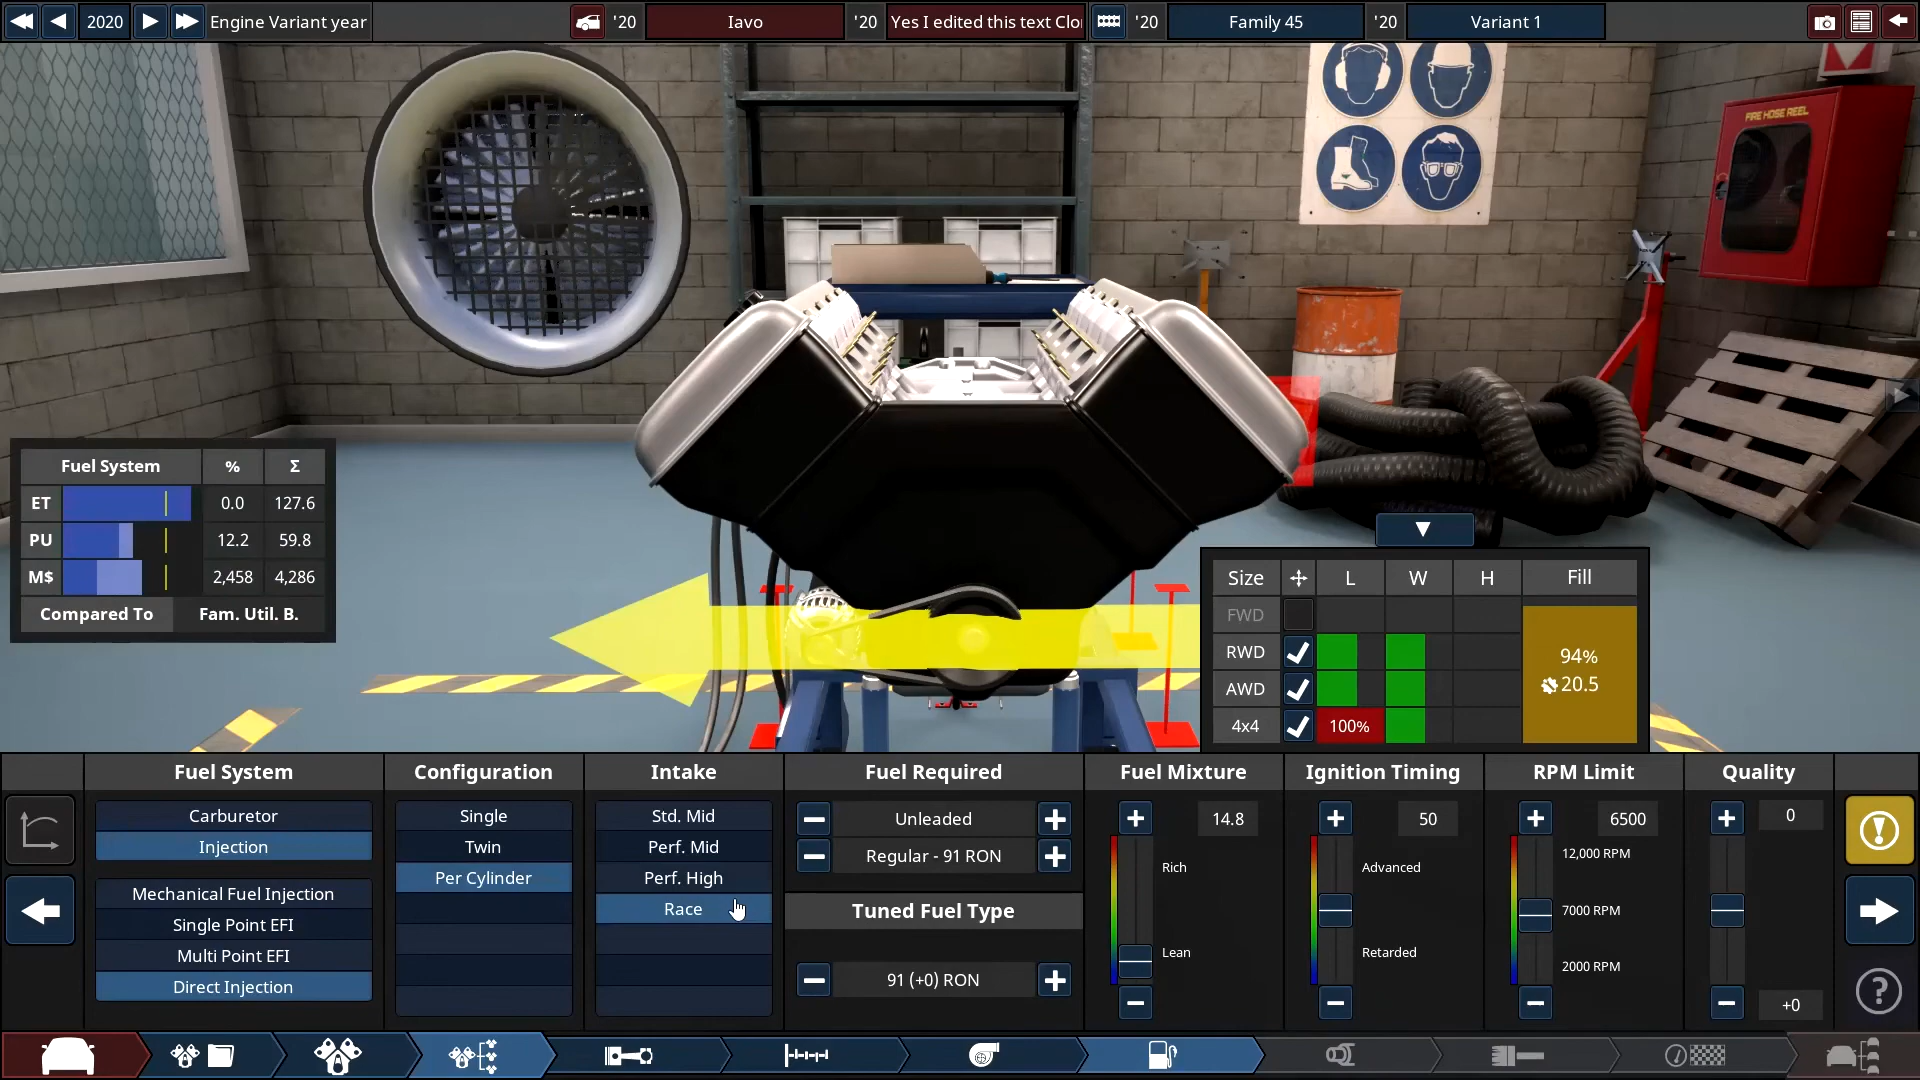 2020 Engine Variant year '20 Iavo '20 Yes I edited this text Clo '20 Family 45 '20 Variant 1
FIRE HOSE REEL
Fuel System % Σ
ET 0.0 127.6
PU 12.2 59.8
M$ 2,458 4,286
Compared To Fam. Util. B.
Size L W H Fill
FWD
RWD
AWD
4x4 100%
94%
20.5
Fuel System
Carburetor
Injection
Mechanical Fuel Injection
Single Point EFI
Multi Point EFI
Direct Injection
Configuration
Single
Twin
Per Cylinder
Intake
Std. Mid
Perf. Mid
Perf. High
Race
Fuel Required
Unleaded
Regular - 91 RON
Tuned Fuel Type
91 (+0) RON
Fuel Mixture
14.8
Rich
Lean
Ignition Timing
50
Advanced
Retarded
RPM Limit
6500
12,000 RPM
7000 RPM
2000 RPM
Quality
0
+0